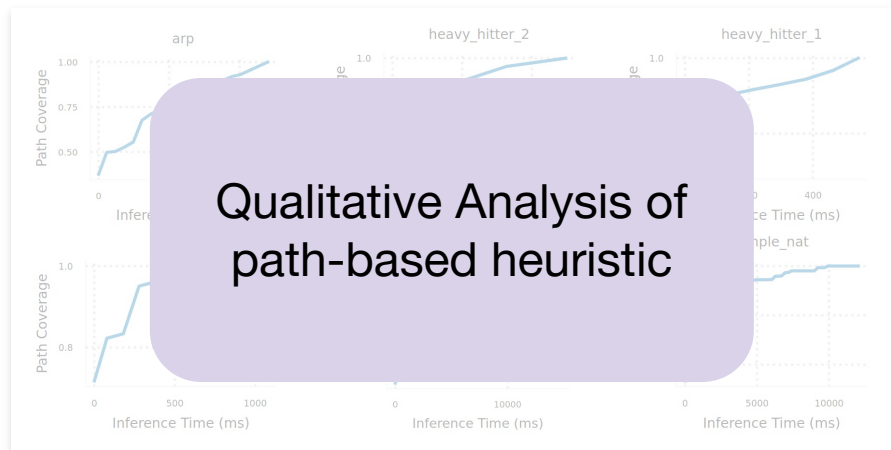 arp
heavy_hitter_2
heavy_hitter_1
1.00
0.75
0.50
Path Coverage
0
1.0
1.0
400
Qualitative Analysis of
path-based heuristic
1.0
0.8
Path Coverage
0
500
1000
Inference Time (ms)
0
10000
Inference Time (ms)
0
5000
10000
Inference Time (ms)